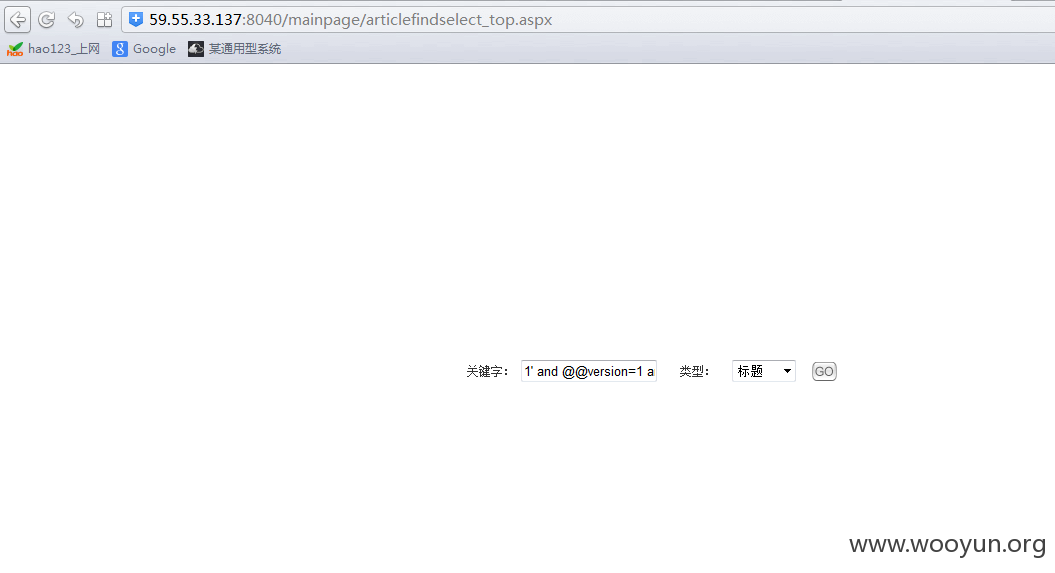 59.55.33.137:8040/mainpage/articlefindselect_top.aspx
hao123_上网 Google 某通用型系统
关键字： 1' and @@version=1 a 类型： 标题 GO
www.wooyun.org